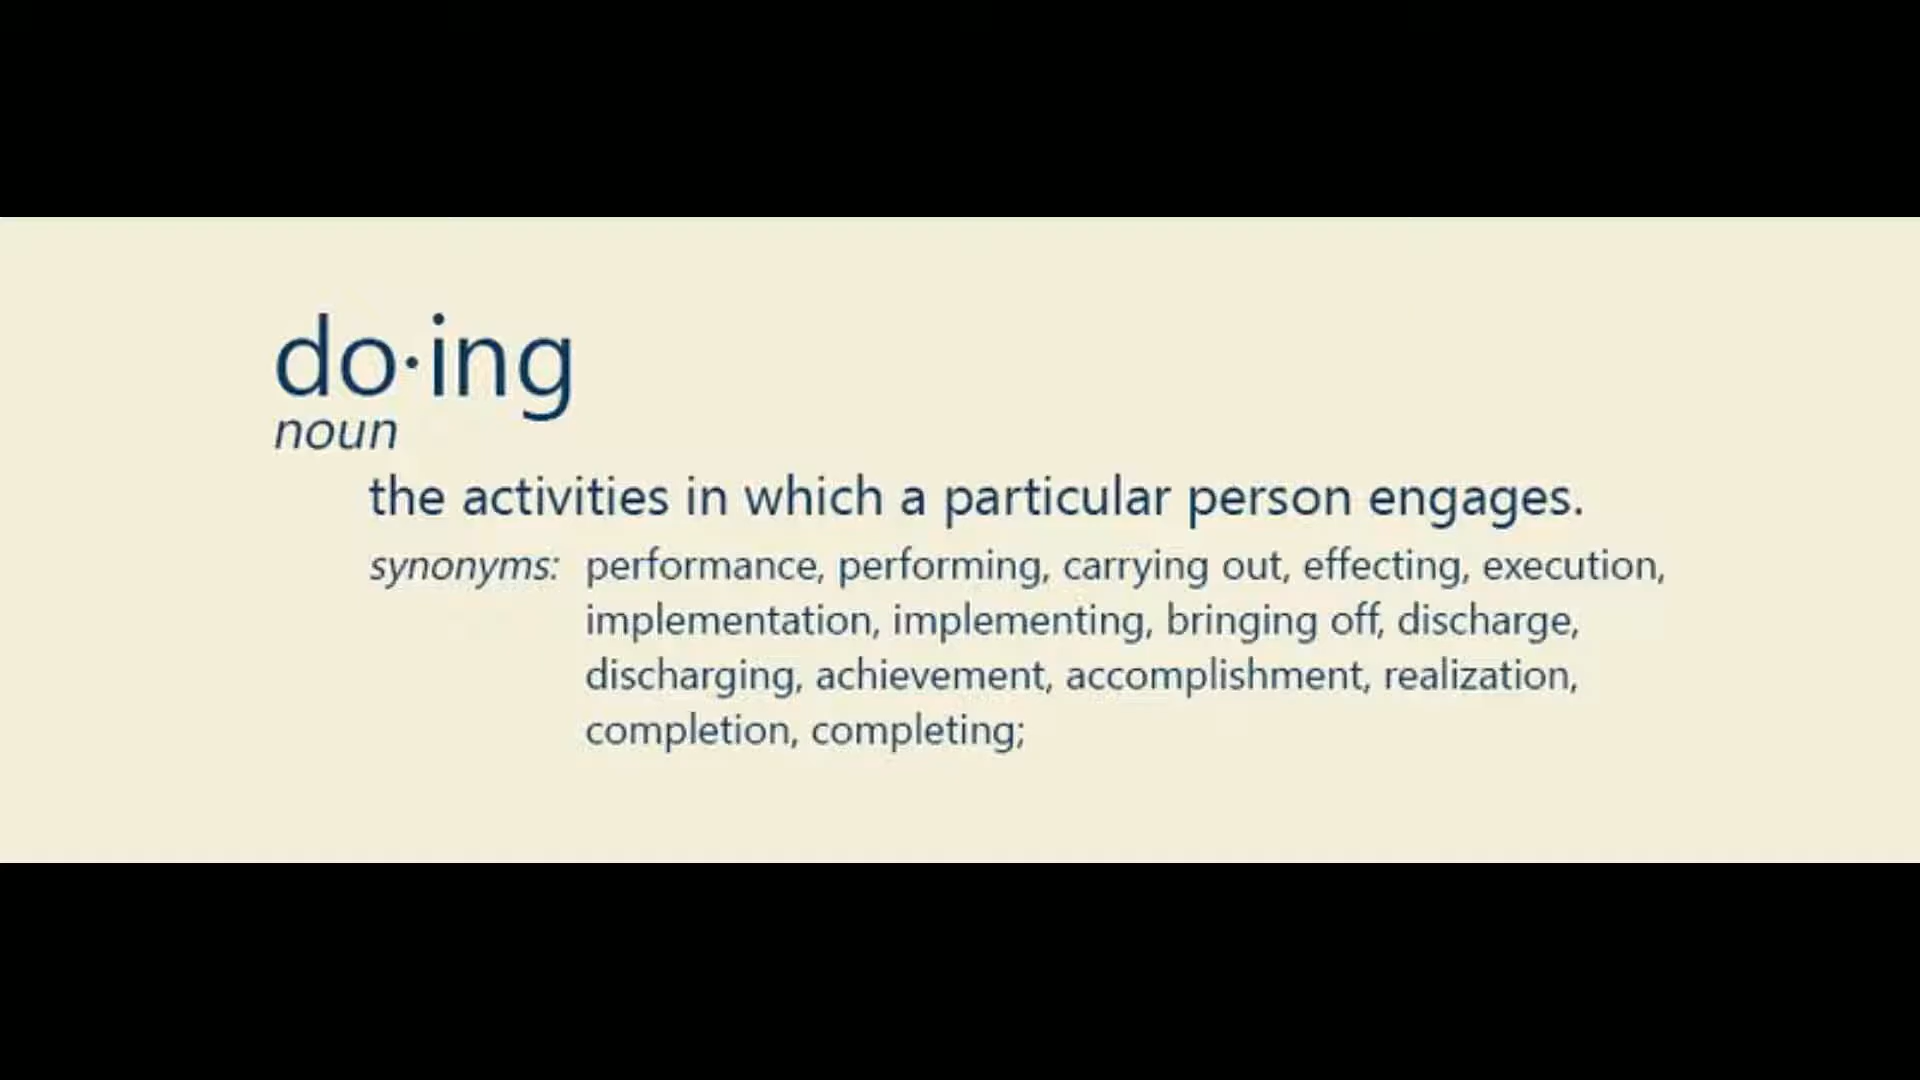 do·ing
noun
the activities in which a particular person engages.
synonyms: performance, performing, carrying out, effecting, execution,
implementation, implementing, bringing off, discharge,
discharging, achievement, accomplishment, realization,
completion, completing;